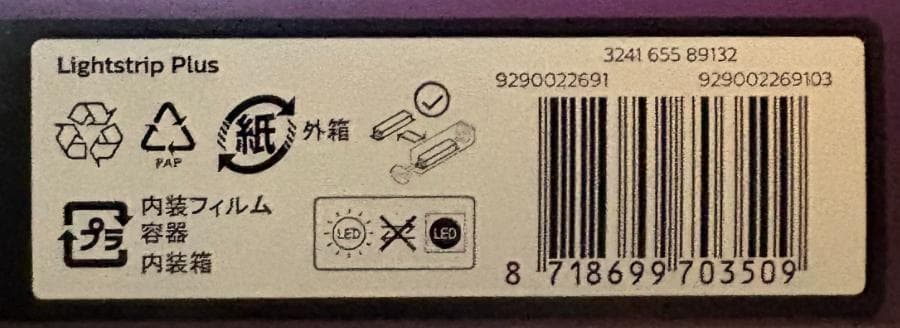 Lightstrip Plus
3241 655 89132
9290022691
929002269103
PAP
紙
外箱
プラ
内装フィルム
容器
内装箱
LED
LED
8 718699 703509